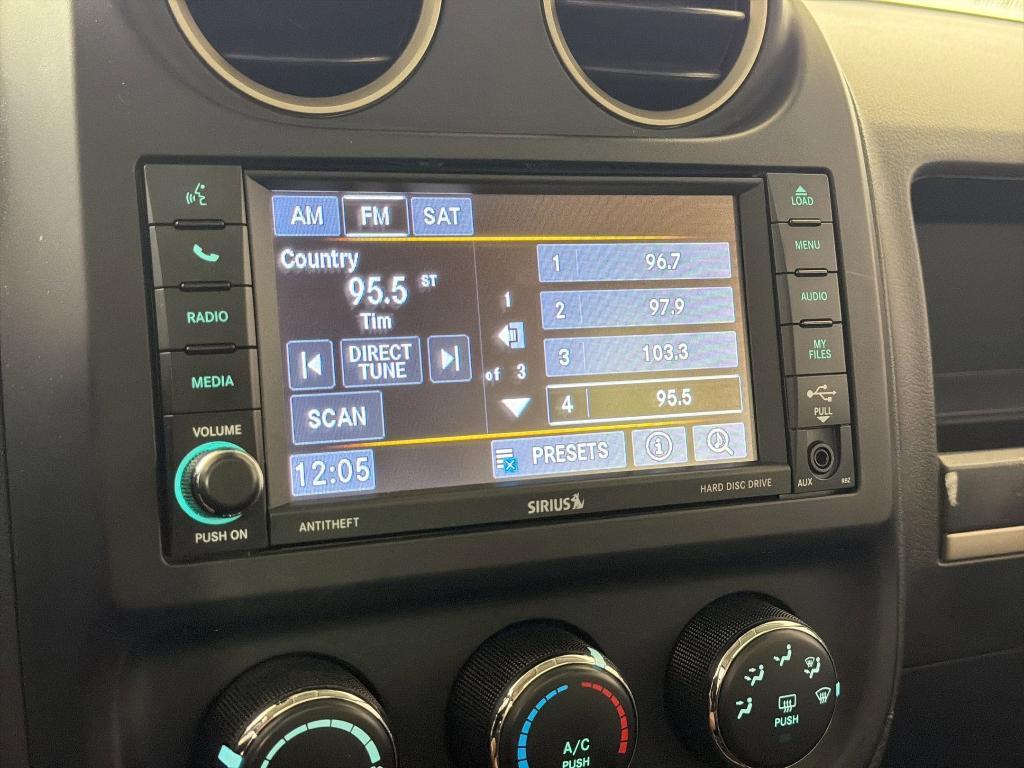 AM FM SAT
Country
95.5 ST
Tim
DIRECT
TUNE
SCAN
12:05
1
of 3
1 96.7
2 97.9
3 103.3
4 95.5
PRESETS
RADIO
MEDIA
VOLUME
PUSH ON
ANTITHEFT
SIRIUS
HARD DISC DRIVE
LOAD
MENU
AUDIO
MY
FILES
PULL
AUX
RBZ
A/C
PUSH
PUSH